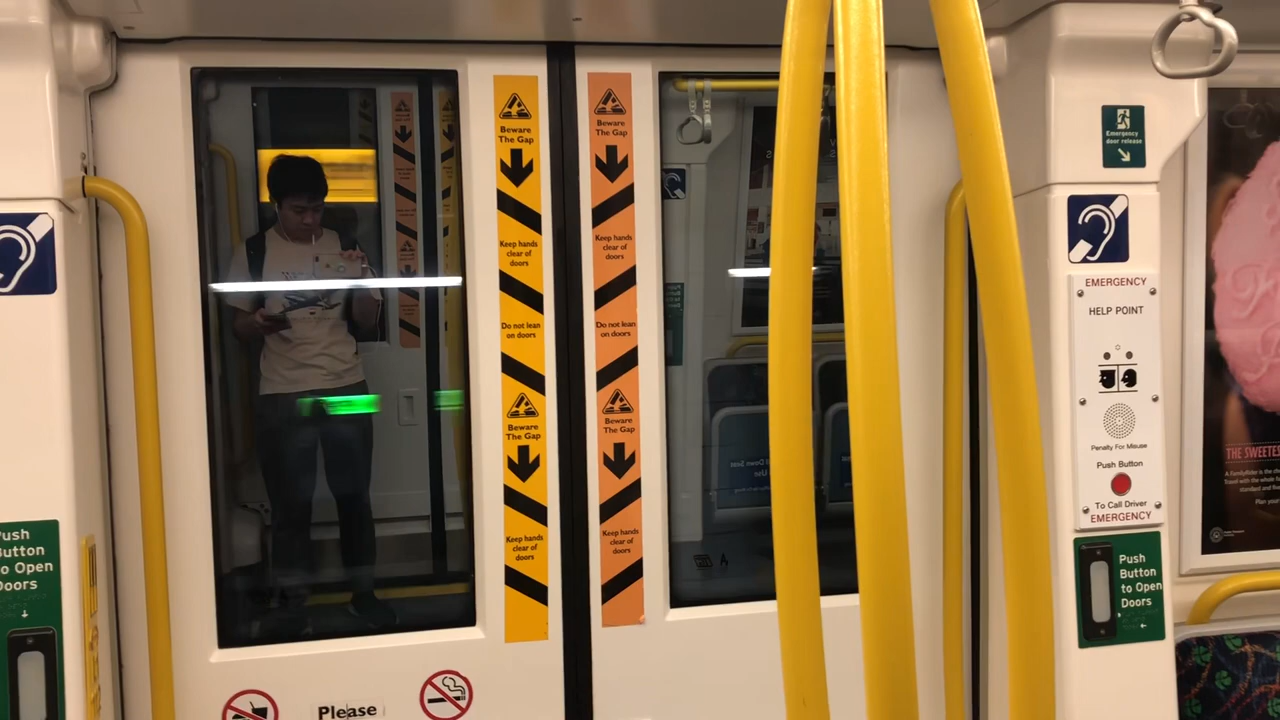 Beware
The Gap
Keep hands
clear of
doors
Do not lean
on doors
Beware
The Gap
Keep hands
clear of
doors
Beware
The Gap
Keep hands
clear of
doors
Do not lean
on doors
Beware
The Gap
Keep hands
clear of
doors
Please
Push
Button
to Open
Doors
Emergency
door release
EMERGENCY
HELP POINT
Penalty For Misuse
Push Button
To Call Driver
EMERGENCY
Push
Button
to Open
Doors
THE SWEETES